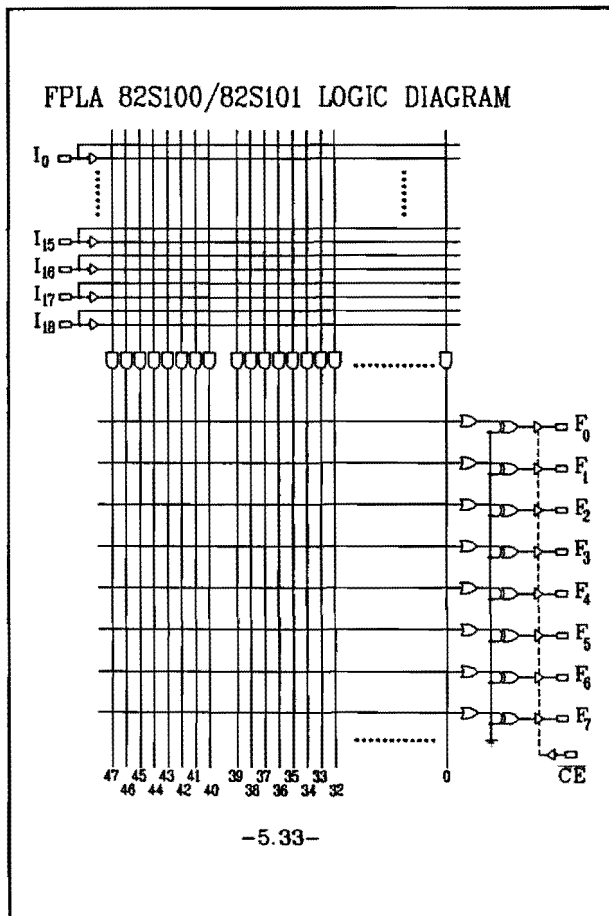 FPLA 82S100/82S101 LOGIC DIAGRAM
I0
I15
I16
I17
I18
F0
F1
F2
F3
F4
F5
F6
F7
CE
47 45 43 41 39 37 35 33 0
46 44 42 40 38 36 34 32
-5.33-